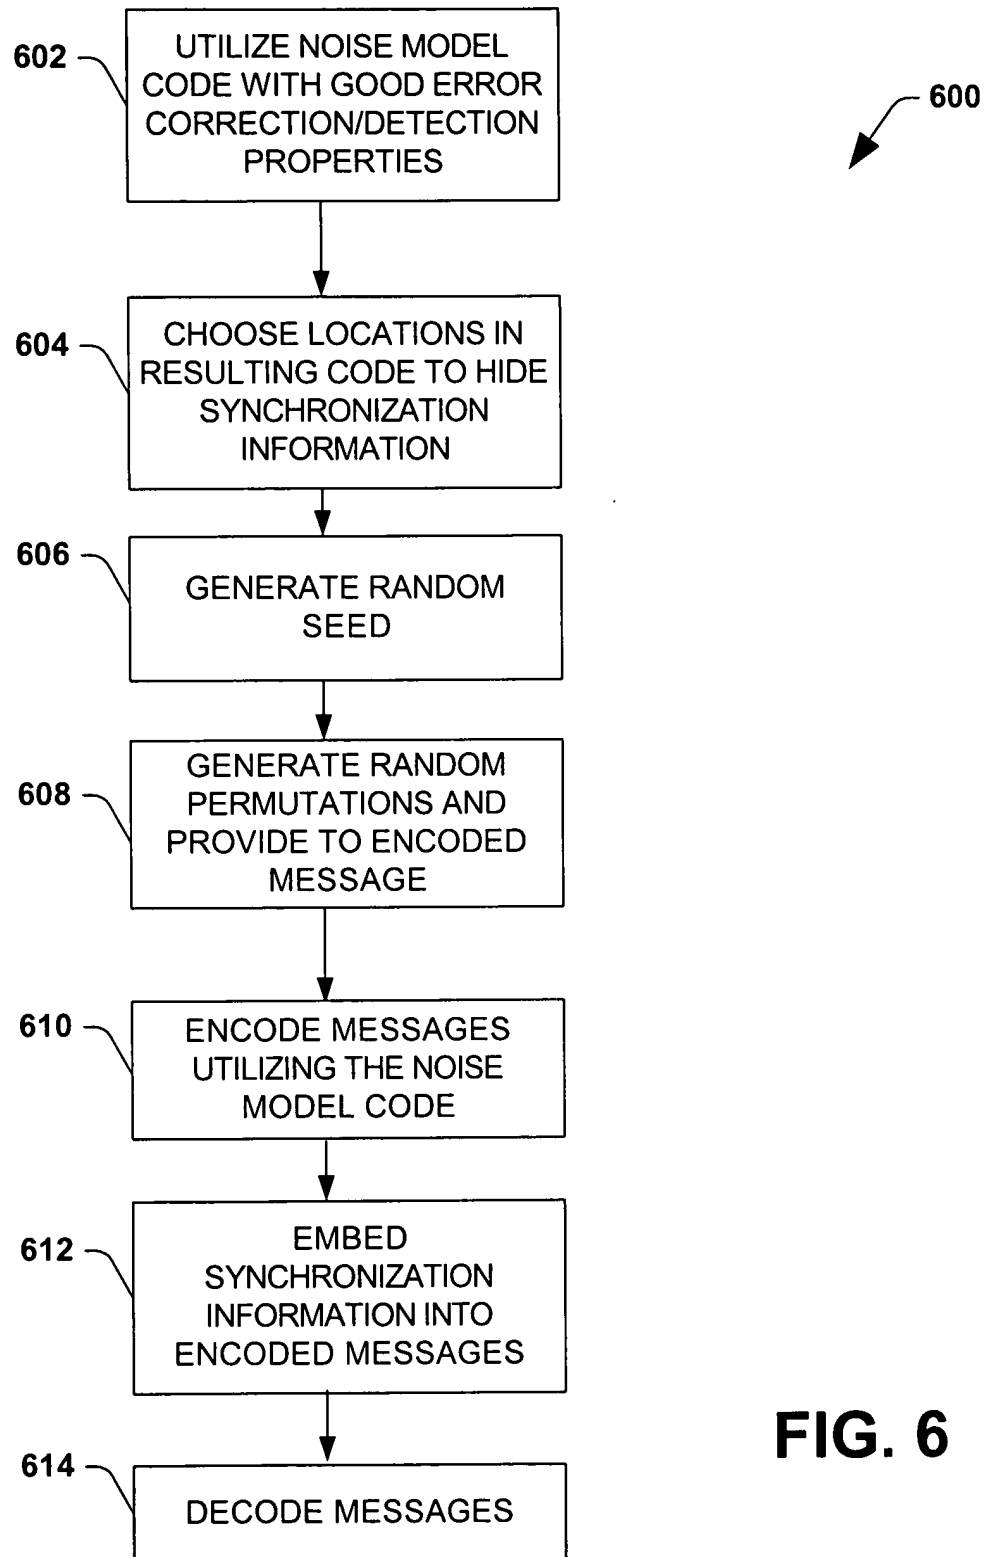 602
UTILIZE NOISE MODEL
CODE WITH GOOD ERROR
CORRECTION/DETECTION
PROPERTIES
600
604
CHOOSE LOCATIONS IN
RESULTING CODE TO HIDE
SYNCHRONIZATION
INFORMATION
606
GENERATE RANDOM
SEED
608
GENERATE RANDOM
PERMUTATIONS AND
PROVIDE TO ENCODED
MESSAGE
610
ENCODE MESSAGES
UTILIZING THE NOISE
MODEL CODE
612
EMBED
SYNCHRONIZATION
INFORMATION INTO
ENCODED MESSAGES
614
DECODE MESSAGES
FIG. 6